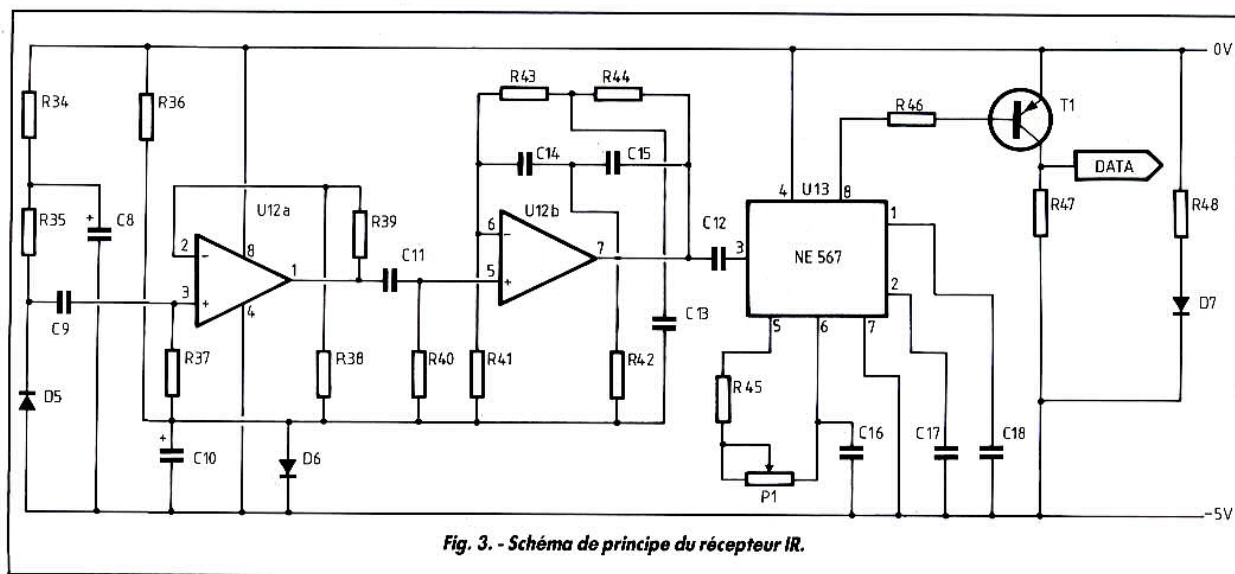 0V
R34
R36
R43
R44
R46
T1
DATA
C14
C15
U13
4
8
R35
C8
U12a
R39
U12b
C12
1
R47
R48
2
8
6
7
3
NE 567
1
C11
5
2
3
4
C9
C13
5
6
7
D7
R37
R38
R40
R41
R42
R45
D5
C10
D6
C16
C17
C18
P1
-5V
Fig. 3. - Schéma de principe du récepteur IR.